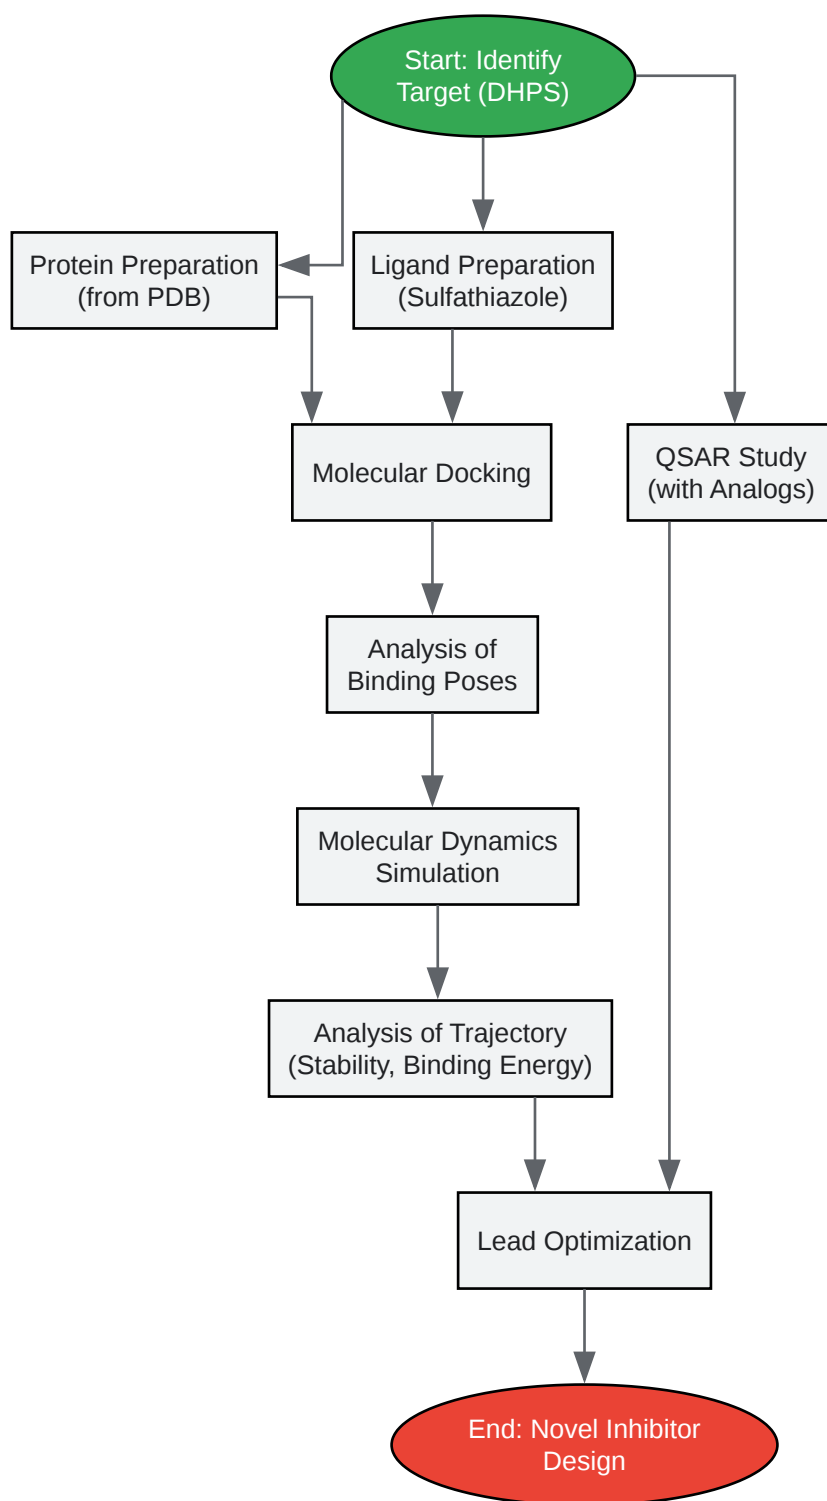 Start: Identify
Target (DHPS)
Protein Preparation
(from PDB)
Ligand Preparation
(Sulfathiazole)
Molecular Docking
QSAR Study
(with Analogs)
Analysis of
Binding Poses
Molecular Dynamics
Simulation
Analysis of Trajectory
(Stability, Binding Energy)
Lead Optimization
End: Novel Inhibitor
Design